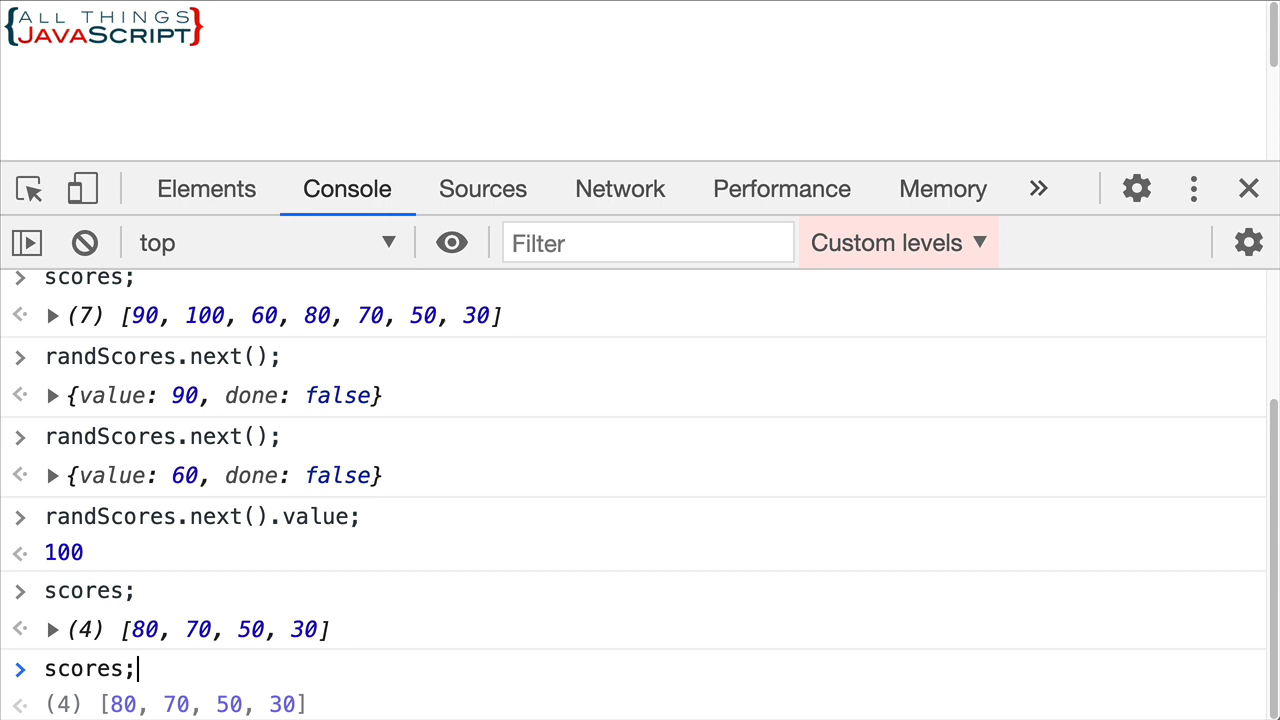 {ALL THINGS
JAVASCRIPT}
Elements Console Sources Network Performance Memory »
top ▼ Filter Custom levels ▼
> scores;
(7) [90, 100, 60, 80, 70, 50, 30]
> randScores.next();
{value: 90, done: false}
> randScores.next();
{value: 60, done: false}
> randScores.next().value;
100
> scores;
(4) [80, 70, 50, 30]
> scores;
(4) [80, 70, 50, 30]